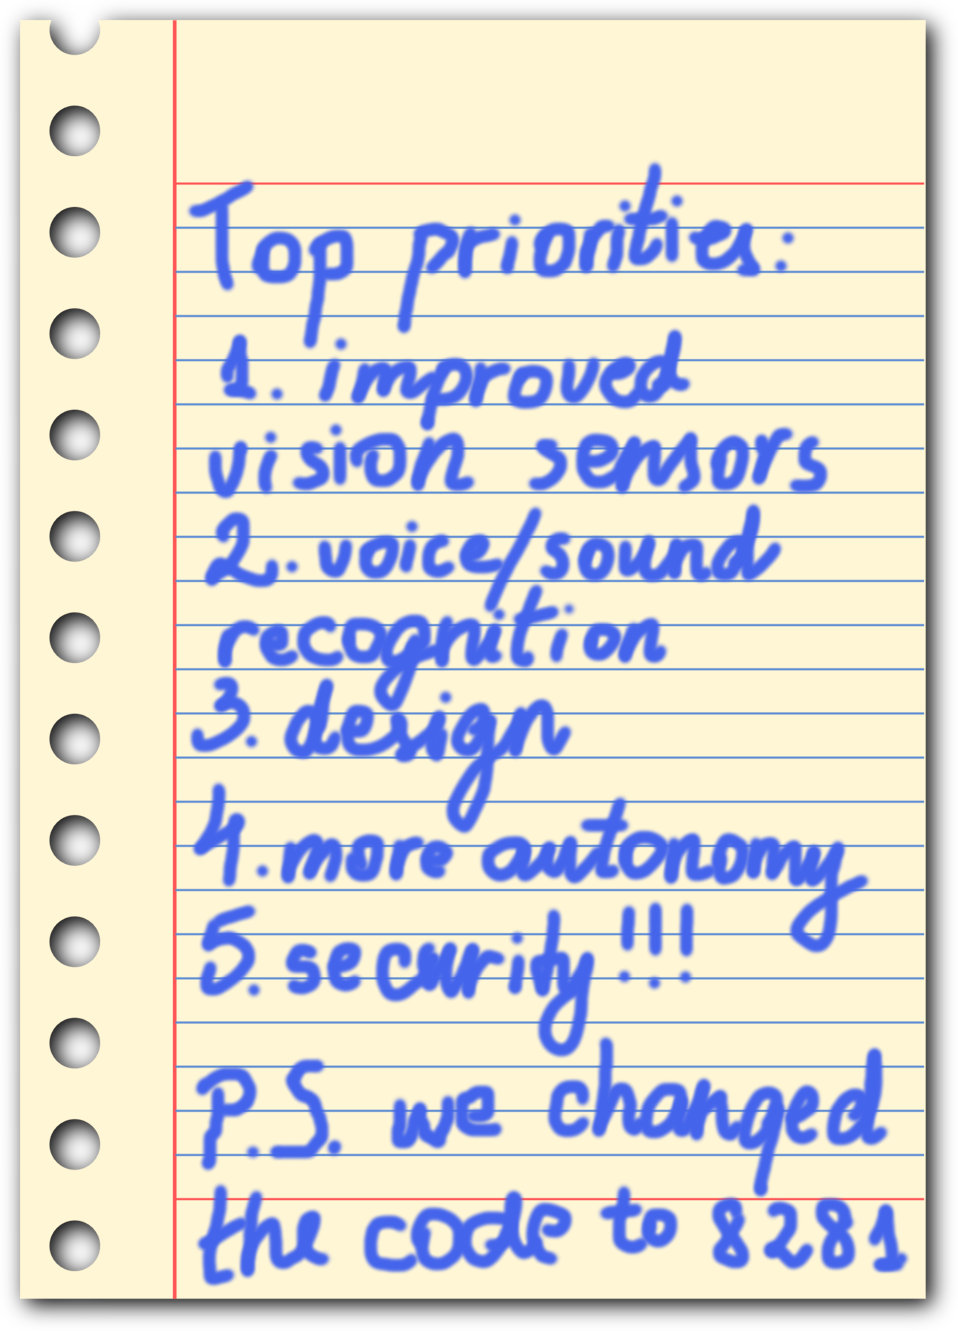 Top priorities:
1. improved
vision sensors
2. voice/sound
recognition
3. design
4. more autonomy
5. security!!!
P.S. we changed
the code to 8281